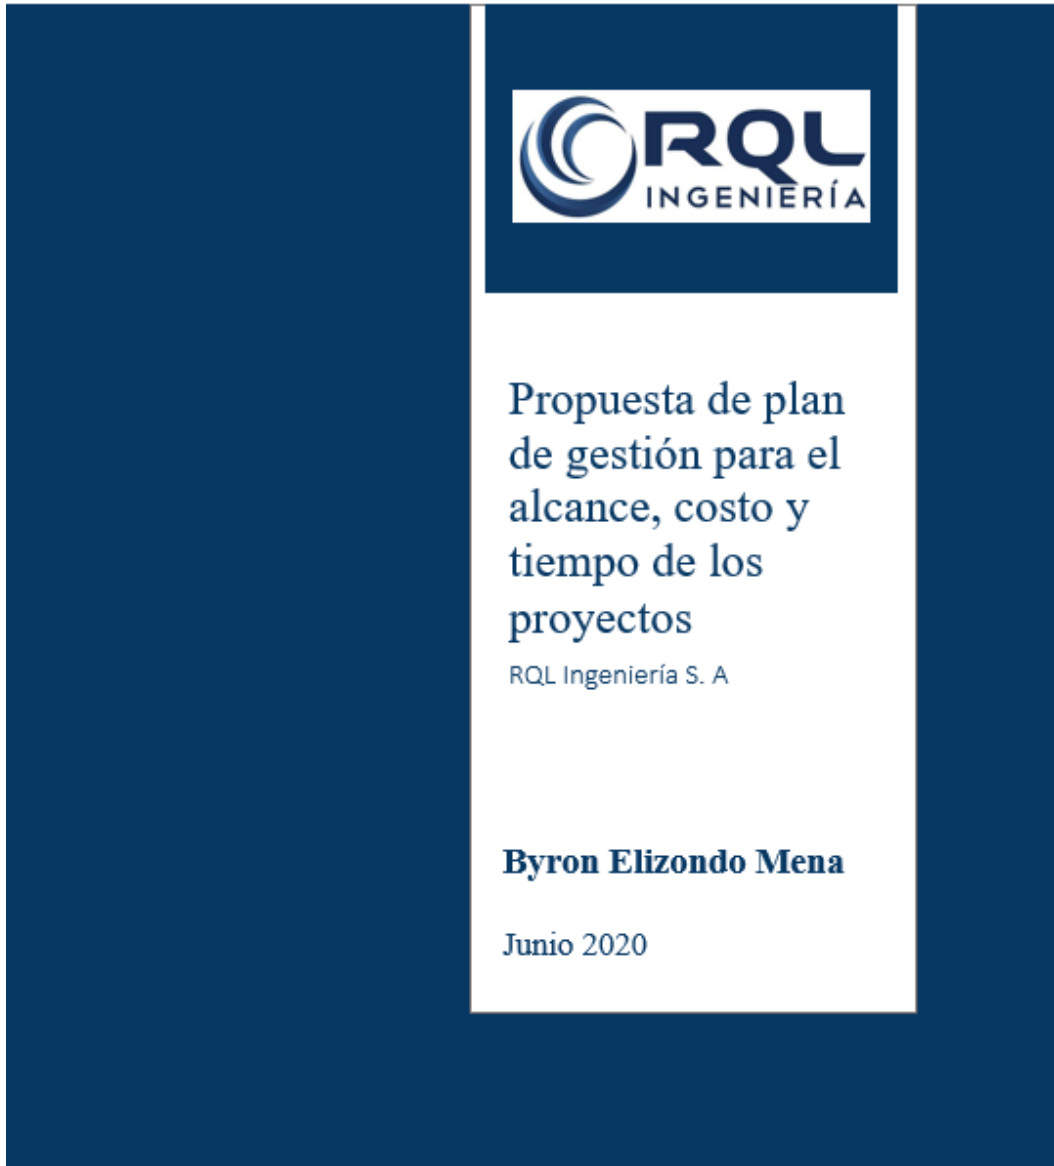 RQL
INGENIERÍA
Propuesta de plan
de gestión para el
alcance, costo y
tiempo de los
proyectos
RQL Ingeniería S. A
Byron Elizondo Mena
Junio 2020